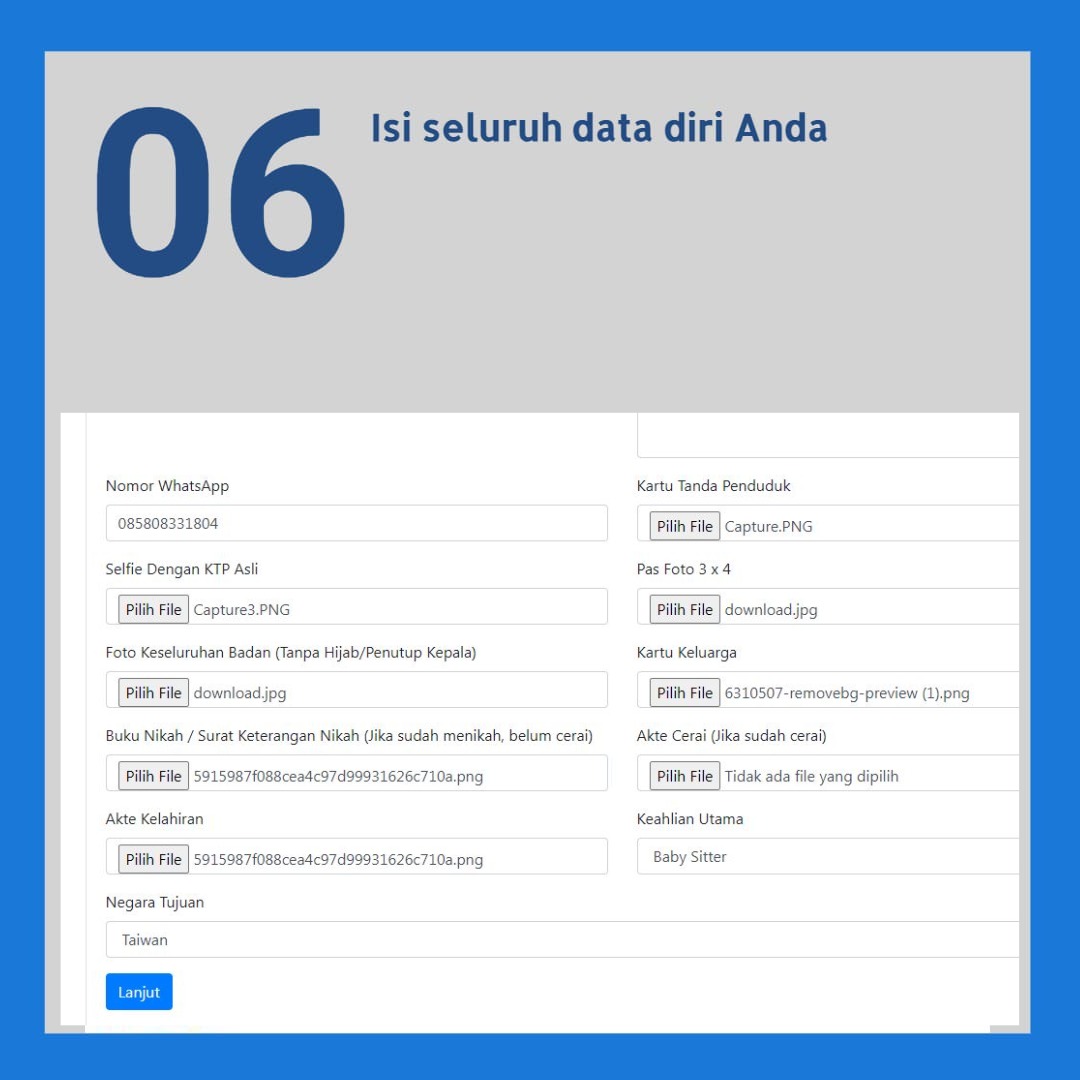 06
Isi seluruh data diri Anda
Nomor WhatsApp
085808331804
Kartu Tanda Penduduk
Pilih File Capture.PNG
Selfie Dengan KTP Asli
Pilih File Capture3.PNG
Pas Foto 3 x 4
Pilih File download.jpg
Foto Keseluruhan Badan (Tanpa Hijab/Penutup Kepala)
Pilih File download.jpg
Kartu Keluarga
Pilih File 6310507-removebg-preview (1).png
Buku Nikah / Surat Keterangan Nikah (Jika sudah menikah, belum cerai)
Pilih File 5915987f088cea4c97d99931626c710a.png
Akte Cerai (Jika sudah cerai)
Pilih File Tidak ada file yang dipilih
Akte Kelahiran
Pilih File 5915987f088cea4c97d99931626c710a.png
Keahlian Utama
Baby Sitter
Negara Tujuan
Taiwan
Lanjut